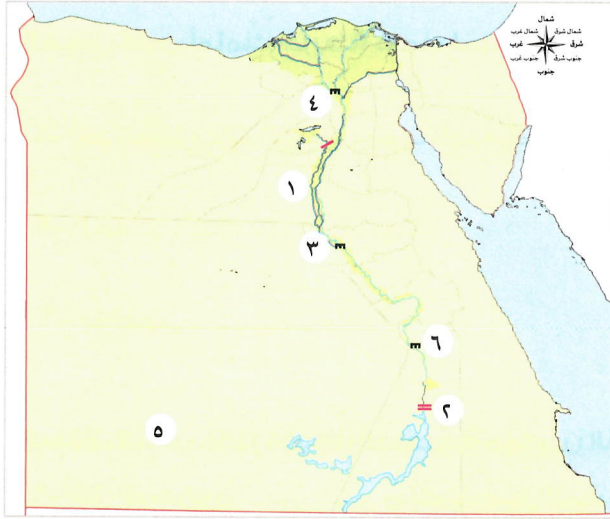 شمال
شمال غرب شمال شرق
غرب شرق
جنوب غرب جنوب شرق
جنوب
٤
١
٣
٦
٢
٥